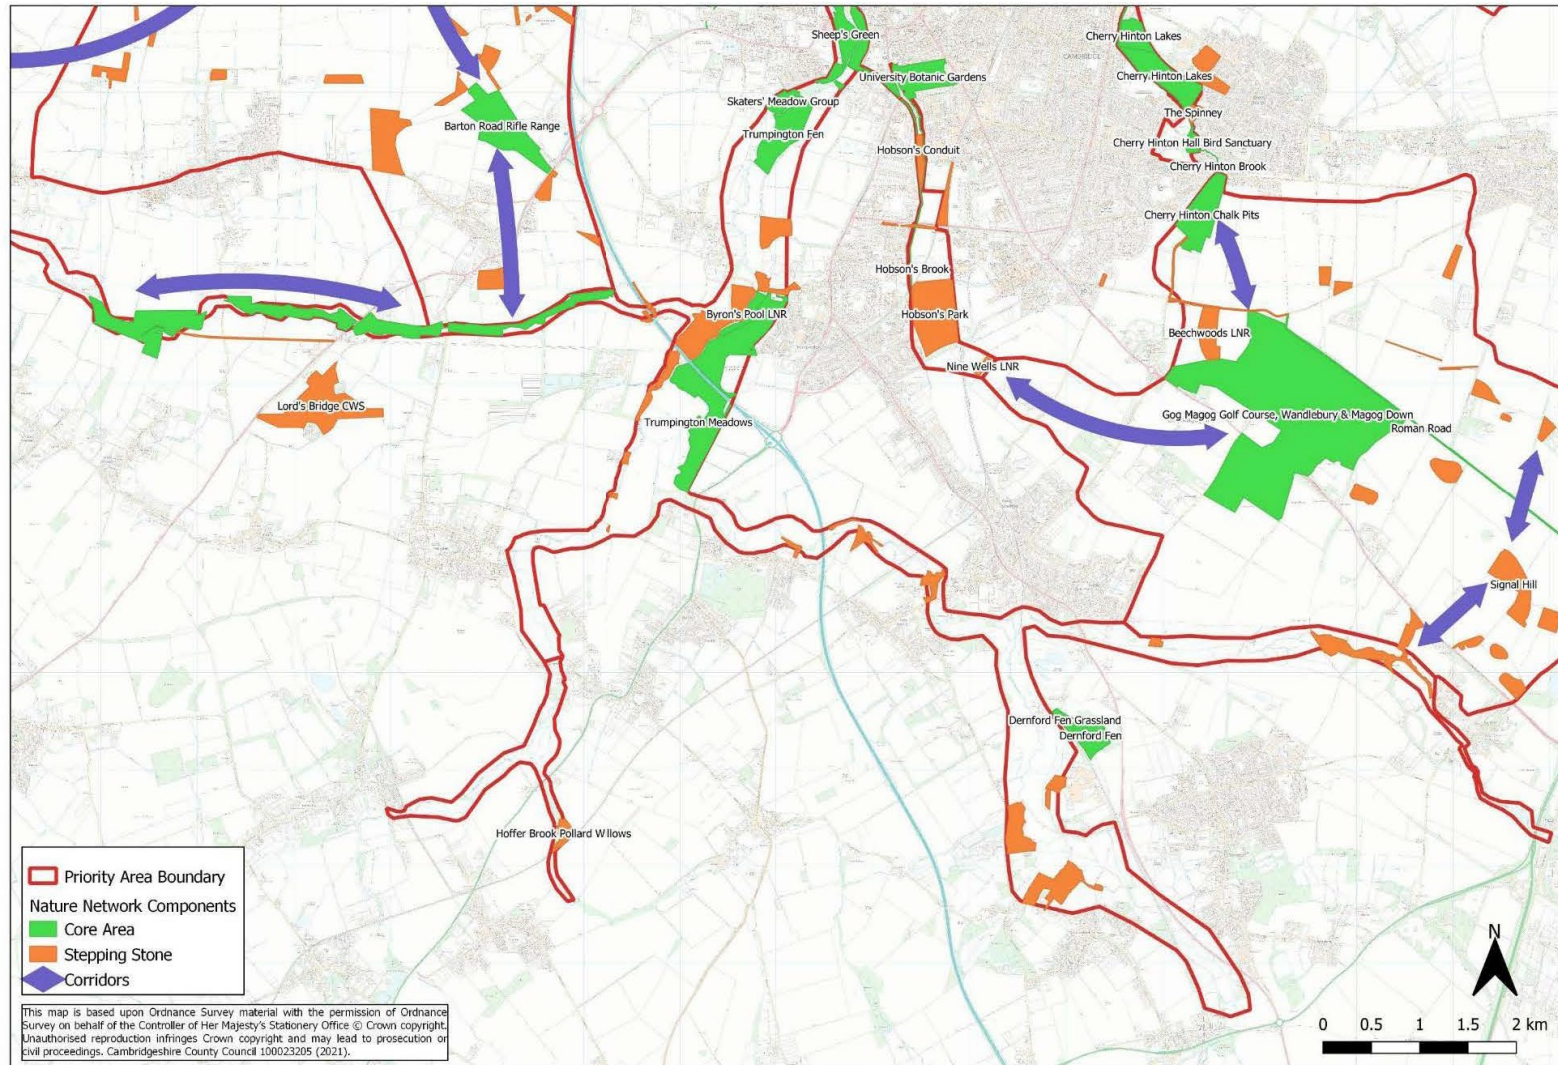 Sheep's Green
Cherry Hinton Lakes
CAMBRIDGE
University Botanic Gardens
Cherry Hinton Lakes
Skaters' Meadow Group
The Spinney
Barton Road Rifle Range
Trumpington Fen
Hobson's Conduit
Cherry Hinton Hall Bird Sanctuary
Cherry Hinton Brook
Cherry Hinton Chalk Pits
Hobson's Brook
Byron's Pool LNR
Hobson's Park
Beechwoods LNR
Nine Wells LNR
Lord's Bridge CWS
Trumpington Meadows
Gog Magog Golf Course, Wandlebury & Magog Down
Roman Road
Signal Hill
Dernford Fen Grassland
Dernford Fen
Hoffer Brook Pollard Willows
Priority Area Boundary
Nature Network Components
Core Area
Stepping Stone
Corridors
N
0 0.5 1 1.5 2 km
This map is based upon Ordnance Survey material with the permission of Ordnance
Survey on behalf of the Controller of Her Majesty's Stationery Office © Crown copyright.
Unauthorised reproduction infringes Crown copyright and may lead to prosecution or
civil proceedings. Cambridgeshire County Council 100023205 (2021).